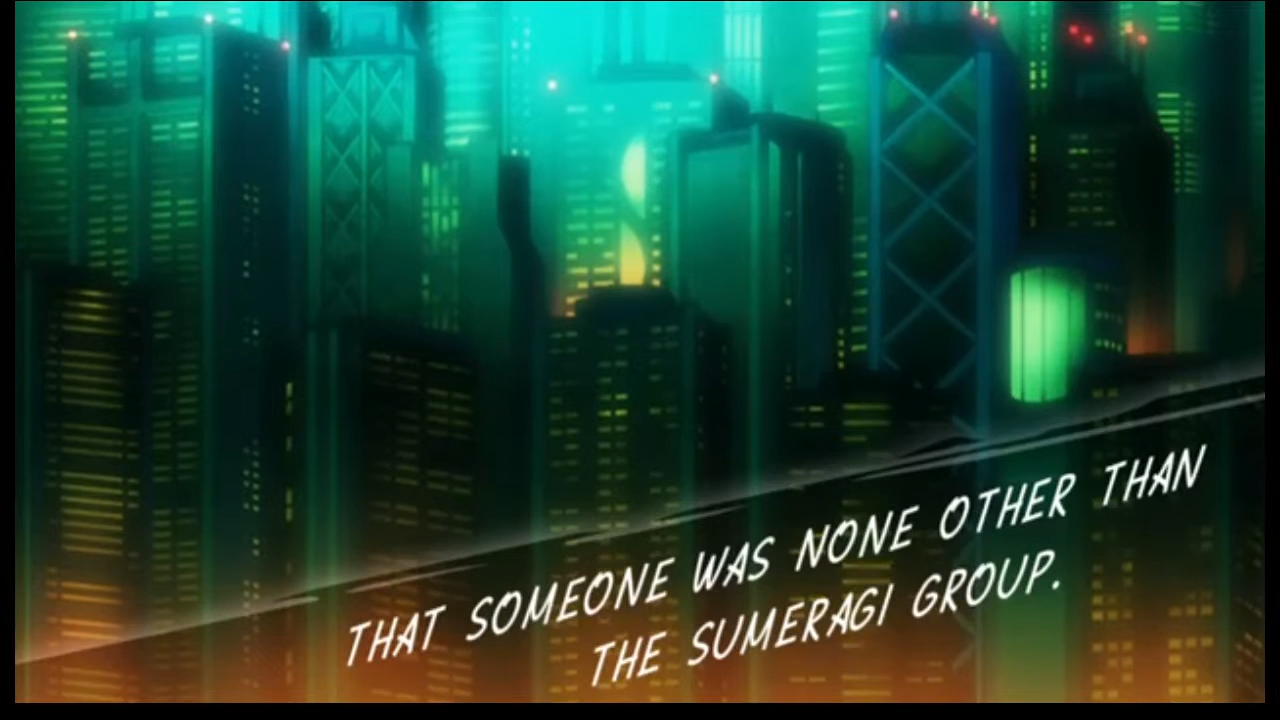 THAT SOMEONE WAS NONE OTHER THAN
THE SUMERAGI GROUP.